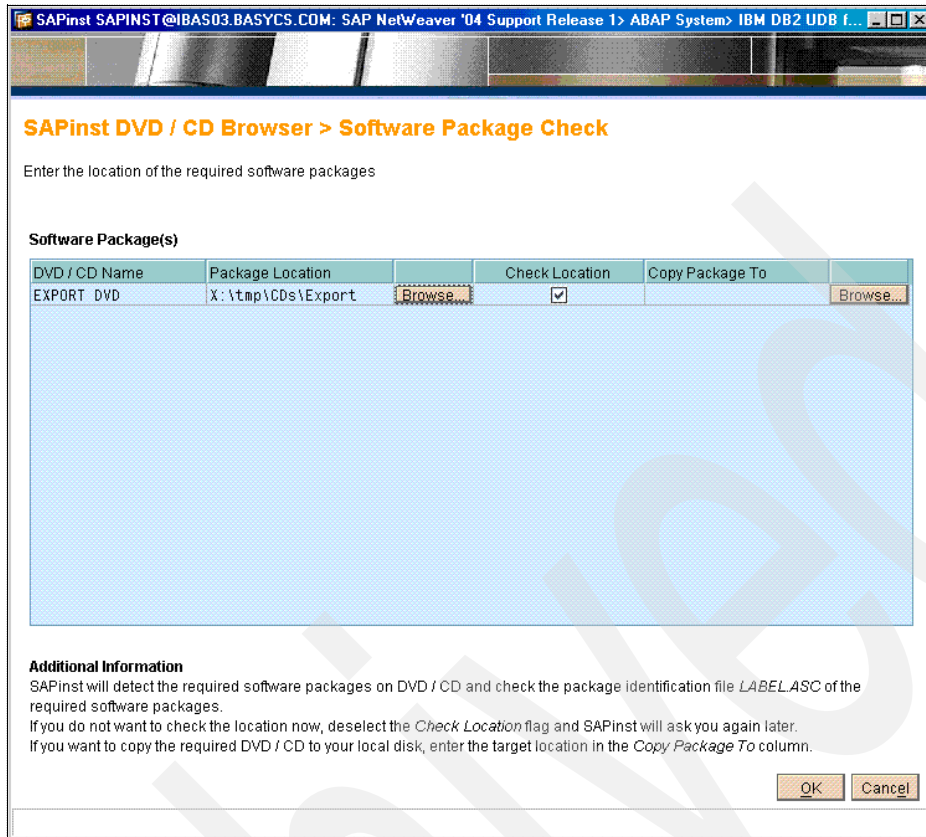 SAPinst SAPINST@IBAS03.BASYCS.COM: SAP NetWeaver '04 Support Release 1> ABAP System> IBM DB2 UDB f...
SAPinst DVD / CD Browser > Software Package Check
Enter the location of the required software packages
Software Package(s)
DVD / CD Name Package Location Check Location Copy Package To
EXPORT DVD X:\tmp\CDs\Export Browse... Browse...
Additional Information
SAPinst will detect the required software packages on DVD / CD and check the package identification file LABEL.ASC of the
required software packages.
If you do not want to check the location now, deselect the Check Location flag and SAPinst will ask you again later.
If you want to copy the required DVD / CD to your local disk, enter the target location in the Copy Package To column.
OK Cancel